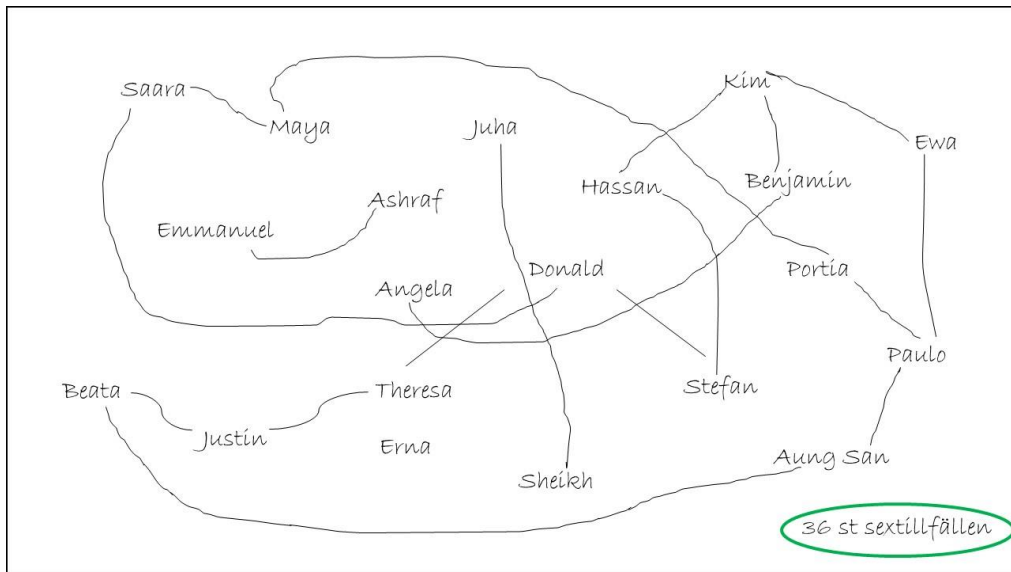 Kim
Saara
Maya
Juha
Ewa
Hassan
Benjamin
Ashraf
Emmanuel
Donald
Portia
Angela
Paulo
Beata
Theresa
Stefan
Justin
Erna
Aung San
Sheikh
36 st sextillfällen